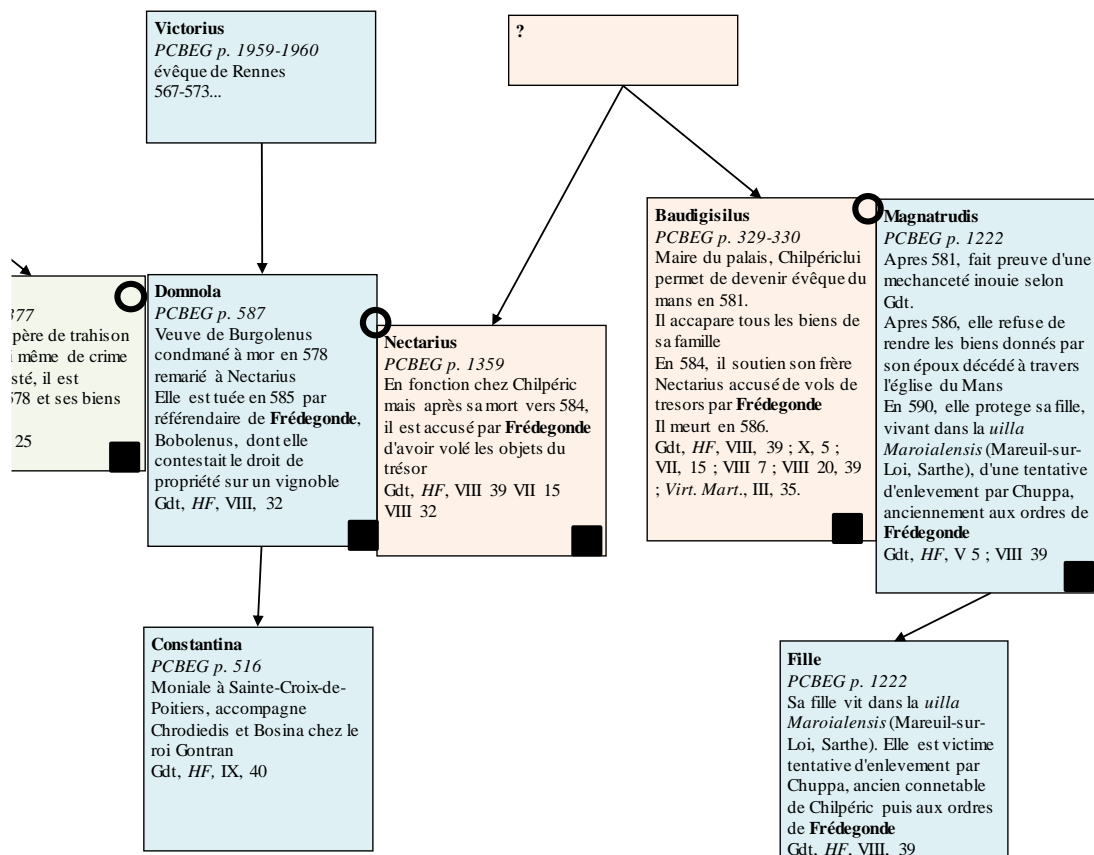 Victorius
PCBEG p. 1959-1960
évêque de Rennes
567-573...
?
377
père de trahison
même de crime
sté, il est
578 et ses biens
25
Domnola
PCBEG p. 587
Veuve de Burgolenus
condmané à mor en 578
remarié à Nectarius
Elle est tuée en 585 par
référendaire de Frédegonde,
Bobolenus, dont elle
contestait le droit de
propriété sur un vignoble
Gdt, HF, VIII, 32
Nectarius
PCBEG p. 1359
En fonction chez Chilpéric
mais après sa mort vers 584,
il est accusé par Frédegonde
d'avoir volé les objets du
trésor
Gdt, HF, VIII 39 VII 15
VIII 32
Baudigisilus
PCBEG p. 329-330
Maire du palais, Chilpériclui
permet de devenir évêque du
mans en 581.
Il accapare tous les biens de
sa famille
En 584, il soutien son frère
Nectarius accusé de vols de
tresors par Frédegonde
Il meurt en 586.
Gdt, HF, VIII, 39 ; X, 5 ;
VII, 15 ; VIII 7 ; VIII 20, 39
; Virt. Mart., III, 35.
Magnatrudis
PCBEG p. 1222
Apres 581, fait preuve d'une
mechanceté inouie selon
Gdt.
Apres 586, elle refuse de
rendre les biens donnés par
son époux décédé à travers
l'église du Mans
En 590, elle protege sa fille,
vivant dans la uilla
Maroialensis (Mareuil-sur-
Loi, Sarthe), d'une tentative
d'enlevement par Chuppa,
anciennement aux ordres de
Frédegonde
Gdt, HF, V 5 ; VIII 39
Constantina
PCBEG p. 516
Moniale à Sainte-Croix-de-
Poitiers, accompagne
Chrodiedis et Bosina chez le
roi Gontran
Gdt, HF, IX, 40
Fille
PCBEG p. 1222
Sa fille vit dans la uilla
Maroialensis (Mareuil-sur-
Loi, Sarthe). Elle est victime
tentative d'enlevement par
Chuppa, ancien connetable
de Chilpéric puis aux ordres
de Frédegonde
Gdt, HF, VIII, 39